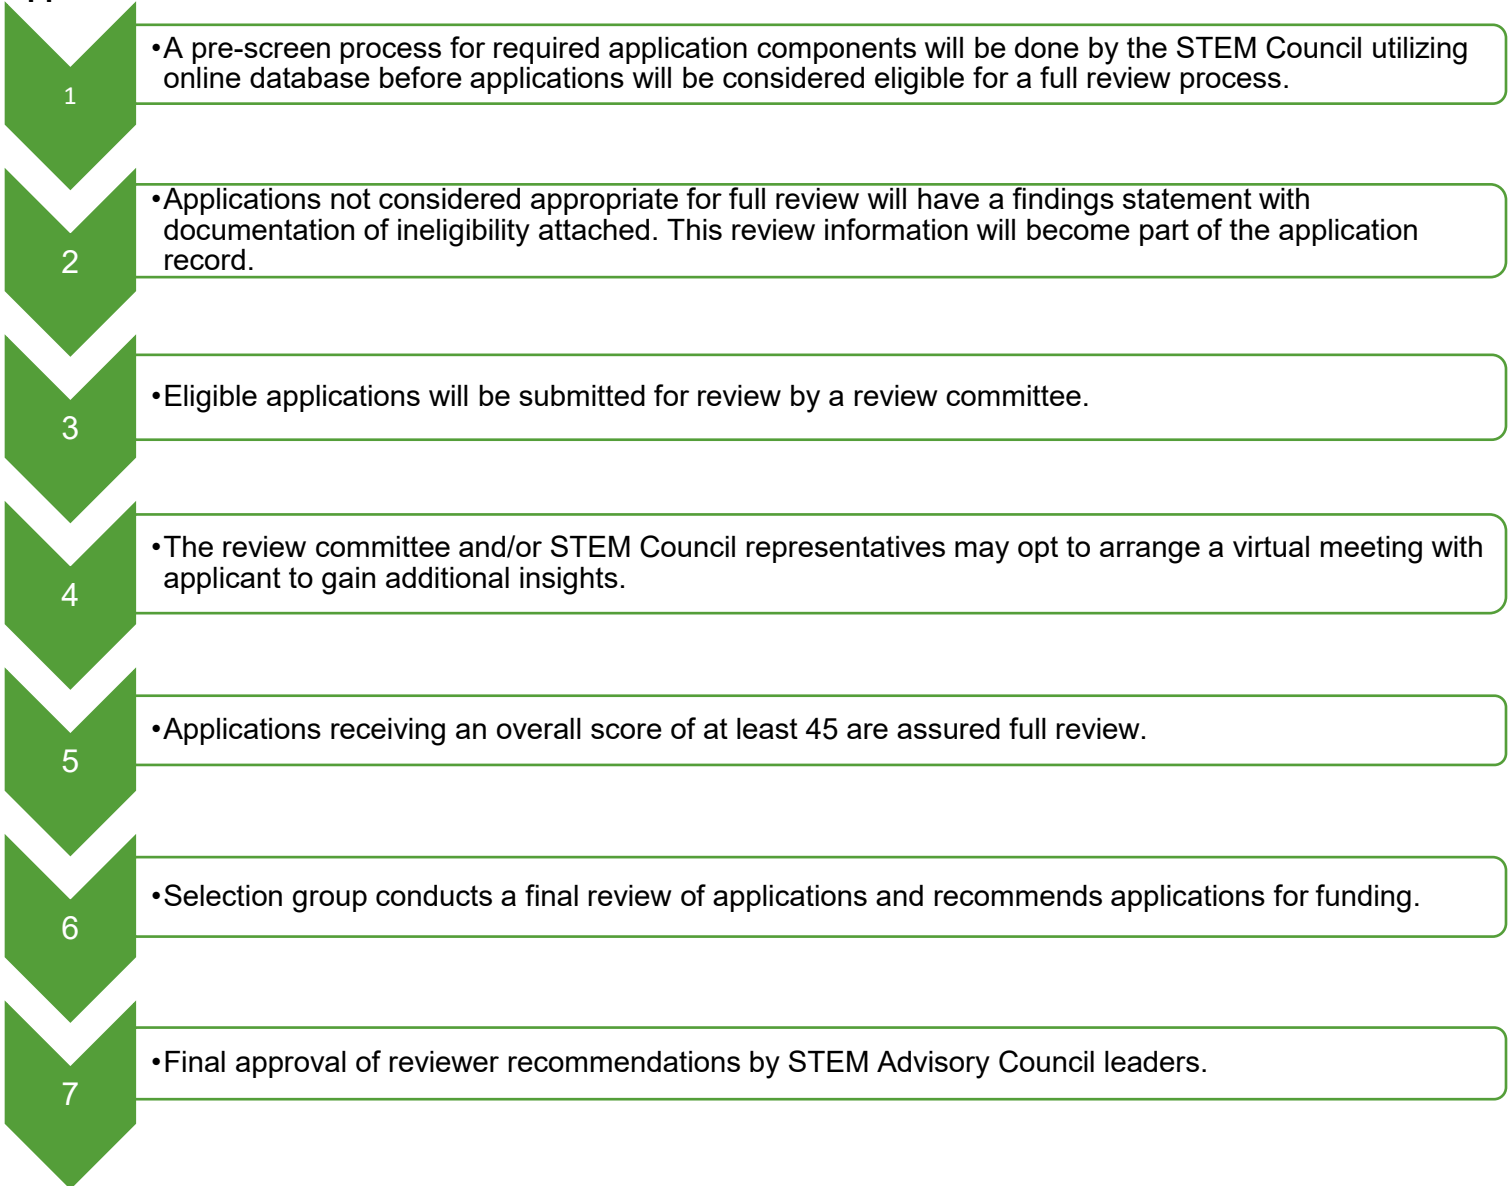 1
•A pre-screen process for required application components will be done by the STEM Council utilizing
online database before applications will be considered eligible for a full review process.
2
•Applications not considered appropriate for full review will have a findings statement with
documentation of ineligibility attached. This review information will become part of the application
record.
3
•Eligible applications will be submitted for review by a review committee.
4
•The review committee and/or STEM Council representatives may opt to arrange a virtual meeting with
applicant to gain additional insights.
5
•Applications receiving an overall score of at least 45 are assured full review.
6
•Selection group conducts a final review of applications and recommends applications for funding.
7
•Final approval of reviewer recommendations by STEM Advisory Council leaders.